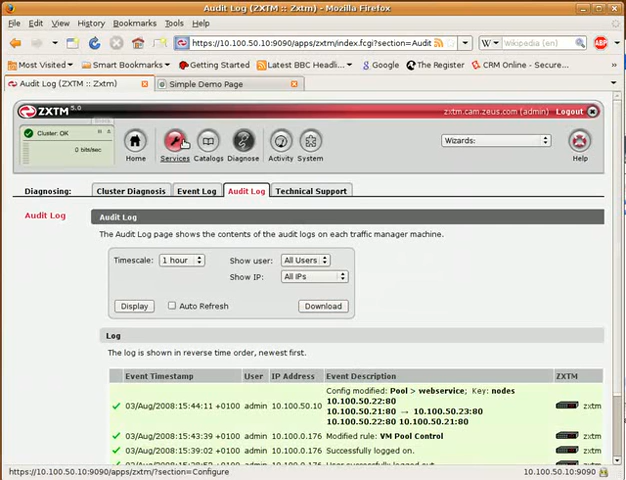 Audit Log (ZXTM :: Zxtm) - Mozilla Firefox
File Edit View History Bookmarks Tools Help
https://10.100.50.10:9090/apps/zxtm/index.fcgi?section=Audit
W Wikipedia (en)
ABP
Most Visited Smart Bookmarks Getting Started Latest BBC Headli... Google The Register CRM Online - Secure...
Audit Log (ZXTM :: Zxtm) Simple Demo Page
ZXTM 5.0
zxtm.cam.zeus.com (admin) Logout
Cluster: OK
0 bits/sec
Home Services Catalogs Diagnose Activity System
Wizards:
Help
Diagnosing: Cluster Diagnosis Event Log Audit Log Technical Support
Audit Log
Audit Log
The Audit Log page shows the contents of the audit logs on each traffic manager machine.
Timescale: 1 hour Show user: All Users
Show IP: All IPs
Display Auto Refresh Download
Log
The log is shown in reverse time order, newest first.
Event Timestamp User IP Address Event Description ZXTM
Config modified: Pool > webservice; Key: nodes
10.100.50.22:80
03/Aug/2008:15:44:11 +0100 admin 10.100.50.10 10.100.50.21:80 → 10.100.50.23:80 zxtm
10.100.50.22:80 10.100.50.21:80
03/Aug/2008:15:43:39 +0100 admin 10.100.0.176 Modified rule: VM Pool Control zxtm
03/Aug/2008:15:39:02 +0100 admin 10.100.0.176 Successfully logged on. zxtm
https://10.100.50.10:9090/apps/zxtm/?section=Configure
10.100.50.10:9090